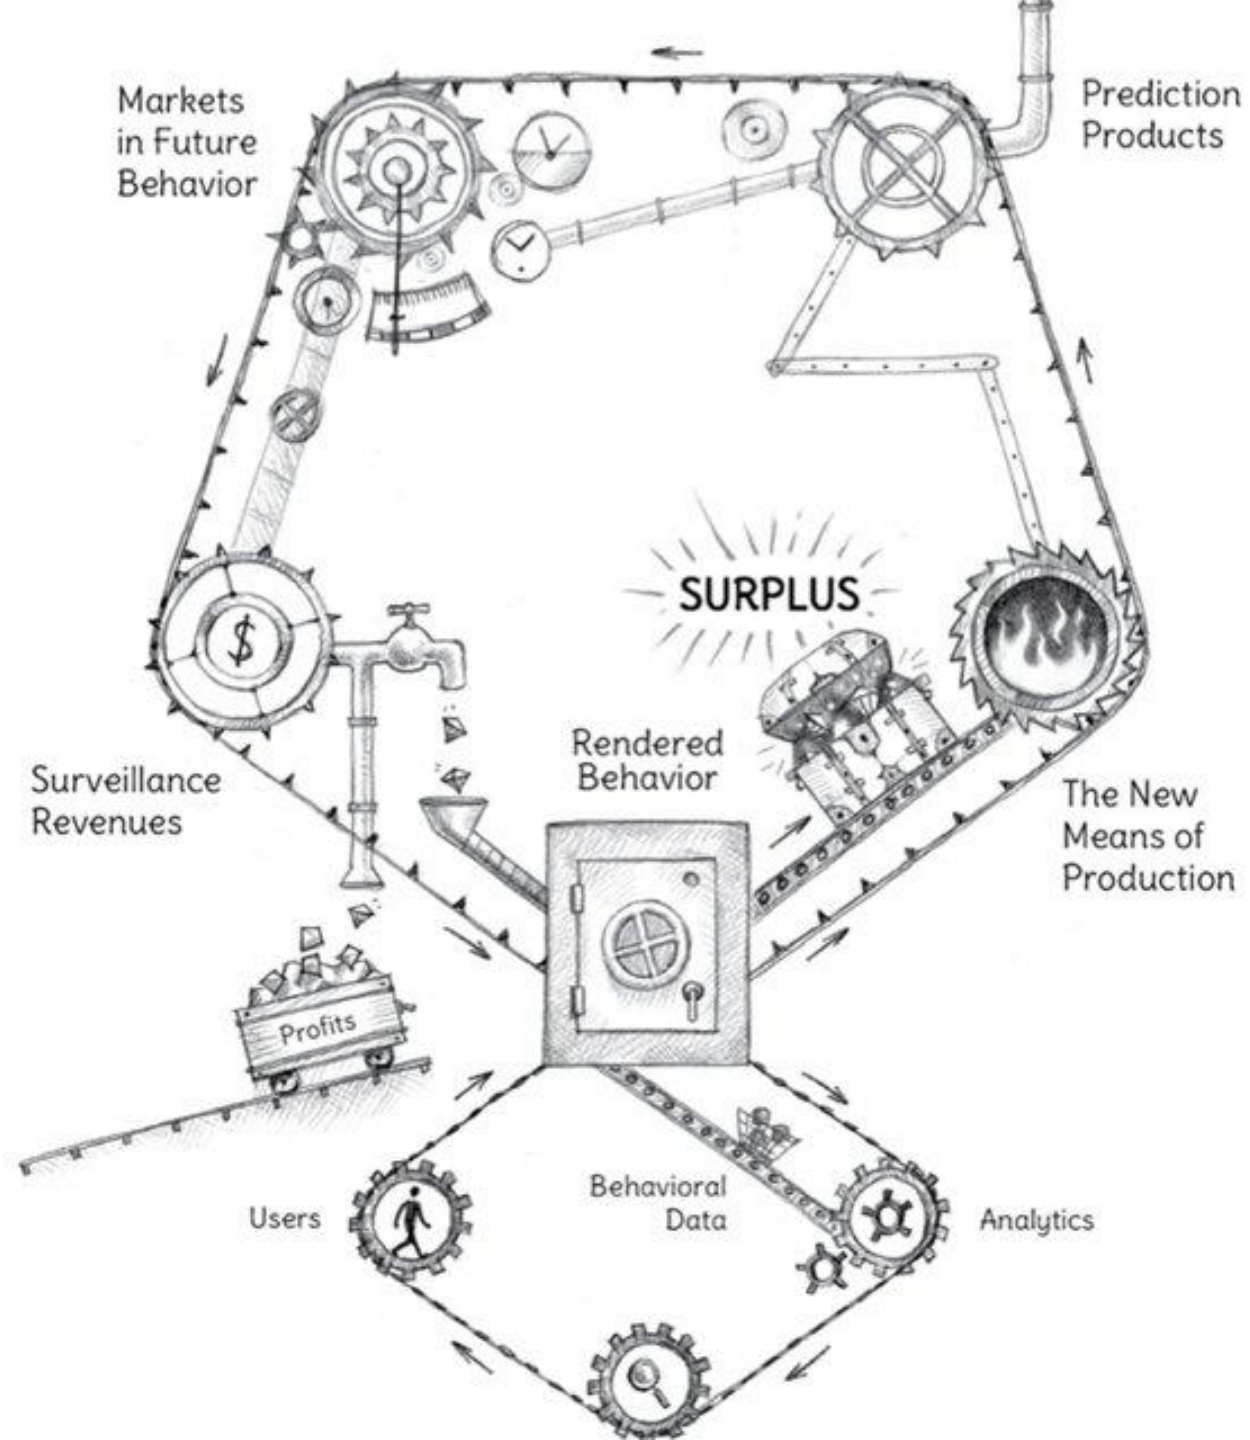 Markets
in Future
Behavior
Prediction
Products
SURPLUS
$
Rendered
Behavior
Surveillance
Revenues
The New
Means of
Production
Profits
Users
Behavioral
Data
Analytics